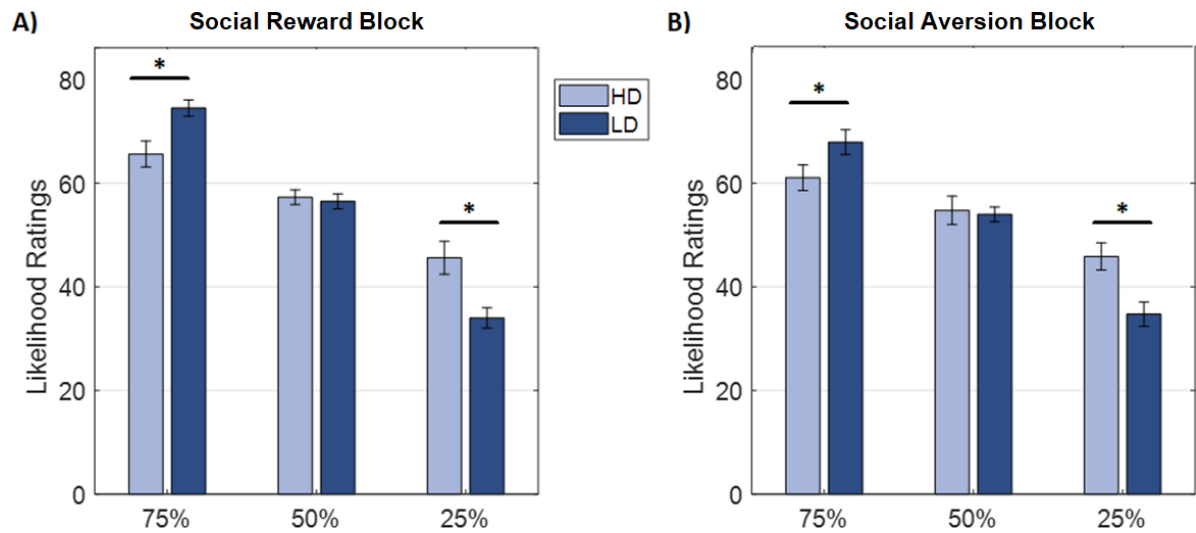 A)
Social Reward Block
Likelihood Ratings
80
60
40
20
0
*
*
75%
50%
25%
HD
LD
B)
Social Aversion Block
Likelihood Ratings
80
60
40
20
0
*
*
75%
50%
25%